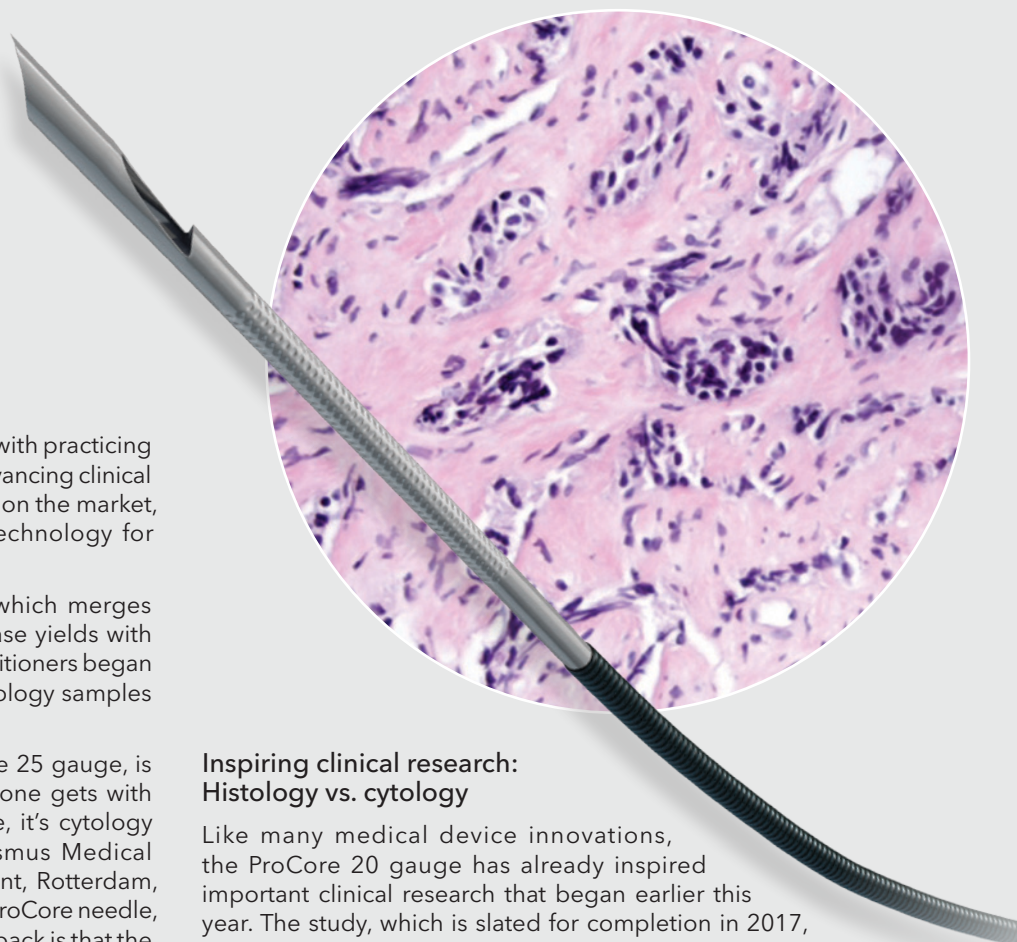 with practicing
vancing clinical
on the market,
echnology for
which merges
ase yields with
itioners began
ology samples
e 25 gauge, is
one gets with
e, it's cytology
smus Medical
nt, Rotterdam,
roCore needle,
back is that the
Inspiring clinical research:
Histology vs. cytology
Like many medical device innovations,
the ProCore 20 gauge has already inspired
important clinical research that began earlier this
year. The study, which is slated for completion in 2017,